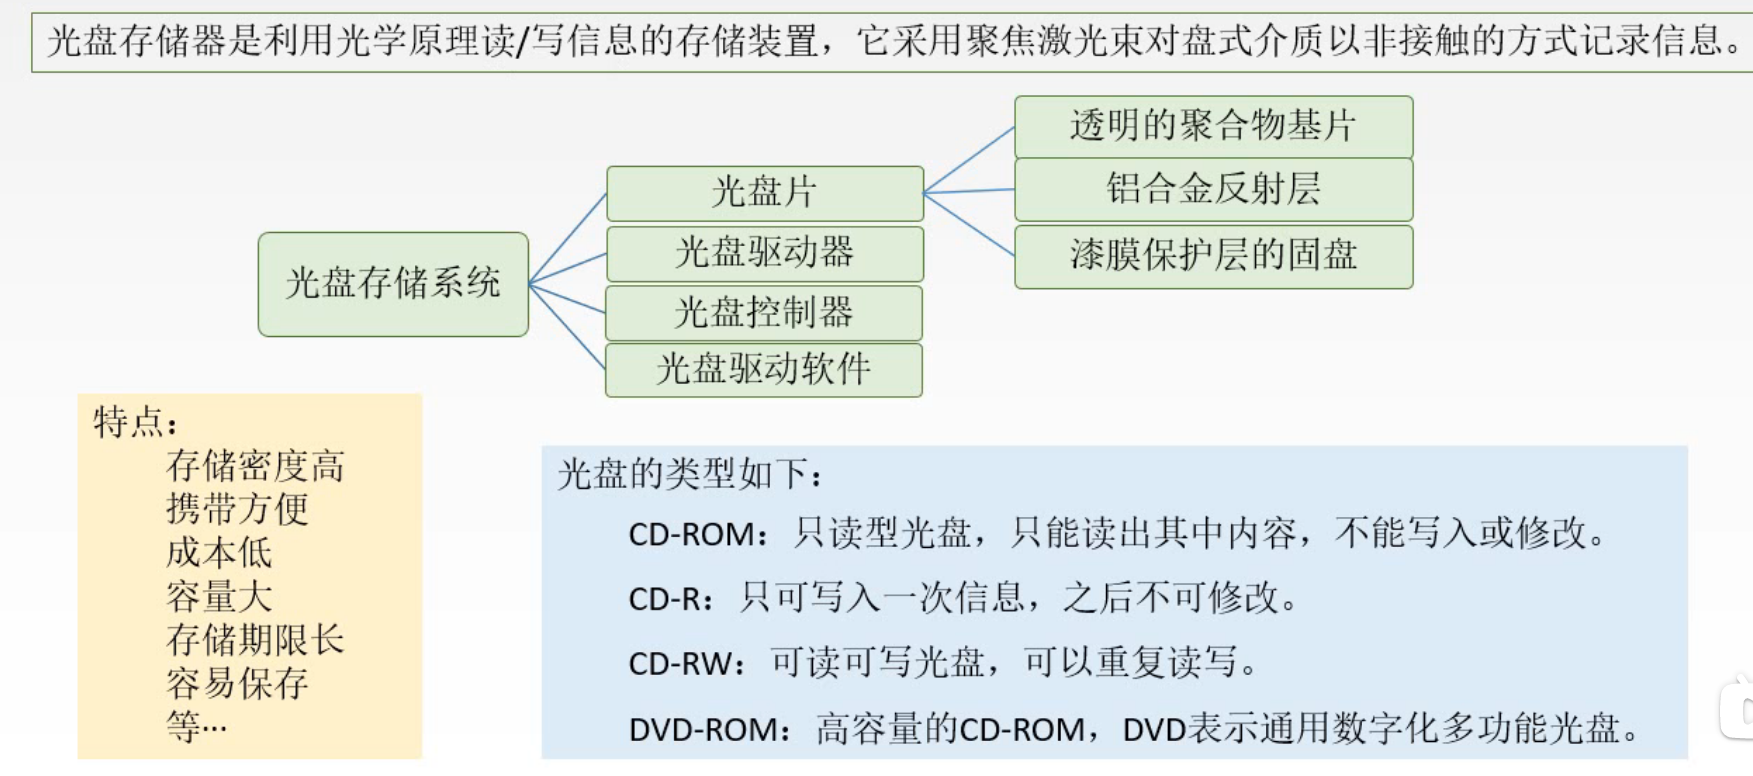 光盘存储器是利用光学原理读/写信息的存储装置，它采用聚焦激光束对盘式介质以非接触的方式记录信息。
光盘存储系统
光盘片
光盘驱动器
光盘控制器
光盘驱动软件
透明的聚合物基片
铝合金反射层
漆膜保护层的固盘
特点：
存储密度高
携带方便
成本低
容量大
存储期限长
容易保存
等…
光盘的类型如下：
CD-ROM：只读型光盘，只能读出其中内容，不能写入或修改。
CD-R：只可写入一次信息，之后不可修改。
CD-RW：可读可写光盘，可以重复读写。
DVD-ROM：高容量的CD-ROM，DVD表示通用数字化多功能光盘。